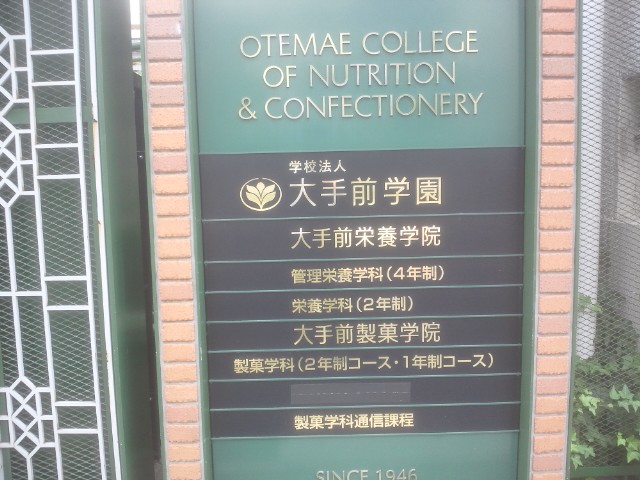 OTEMAE COLLEGE
OF NUTRITION
& CONFECTIONERY
学校法人
大手前学園
大手前栄養学院
管理栄養学科(4年制)
栄養学科(2年制)
大手前製菓学院
製菓学科(2年制コース・1年制コース)
製菓学科通信課程
SINCE 1946